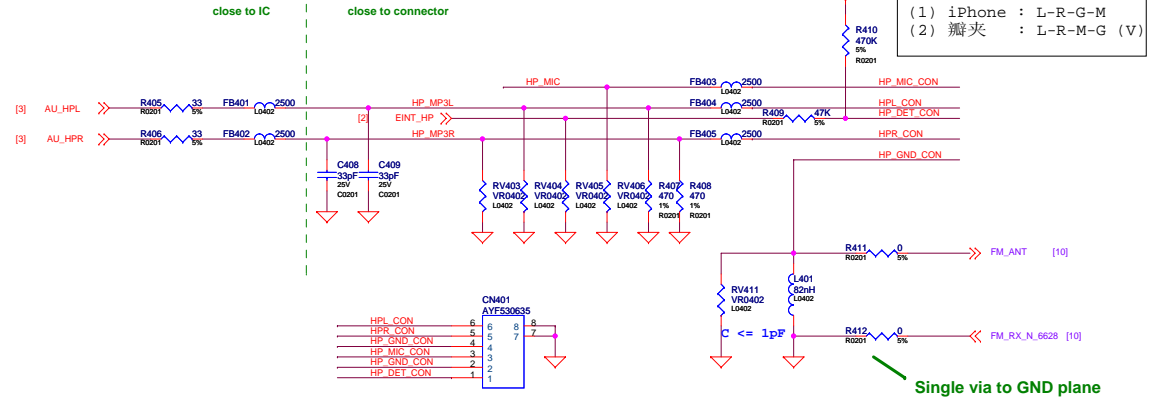 close to IC
close to connector
(1) iPhone : L-R-G-M
(2) 瓣夹 : L-R-M-G (V)
R410
470K
5%
R0201
HP_MIC
FB403
2500
L0402
HP_MIC_CON
[3] AU_HPL
R405
33
R0201
5%
FB401
2500
L0402
HP_MP3L
FB404
2500
L0402
HPL_CON
[2] EINT_HP
R409
47K
R0201
5%
HP_DET_CON
[3] AU_HPR
R406
33
R0201
5%
FB402
2500
L0402
HP_MP3R
FB405
2500
L0402
HPR_CON
HP_GND_CON
C408
33pF
25V
C0201
C409
33pF
25V
C0201
RV403
VR0402
L0402
RV404
VR0402
L0402
RV405
VR0402
L0402
RV406
VR0402
L0402
R407
470
1%
R0201
R408
470
1%
R0201
R411
0
R0201
5%
FM_ANT [10]
RV411
VR0402
L0402
L401
82nH
L0402
C <= 1pF
R412
0
R0201
5%
FM_RX_N_6628 [10]
Single via to GND plane
CN401
AYF530635
HPL_CON 6 6 8 8
HPR_CON 5 5 7 7
HP_GND_CON 4 4
HP_MIC_CON 3 3
HP_GND_CON 2 2
HP_DET_CON 1 1